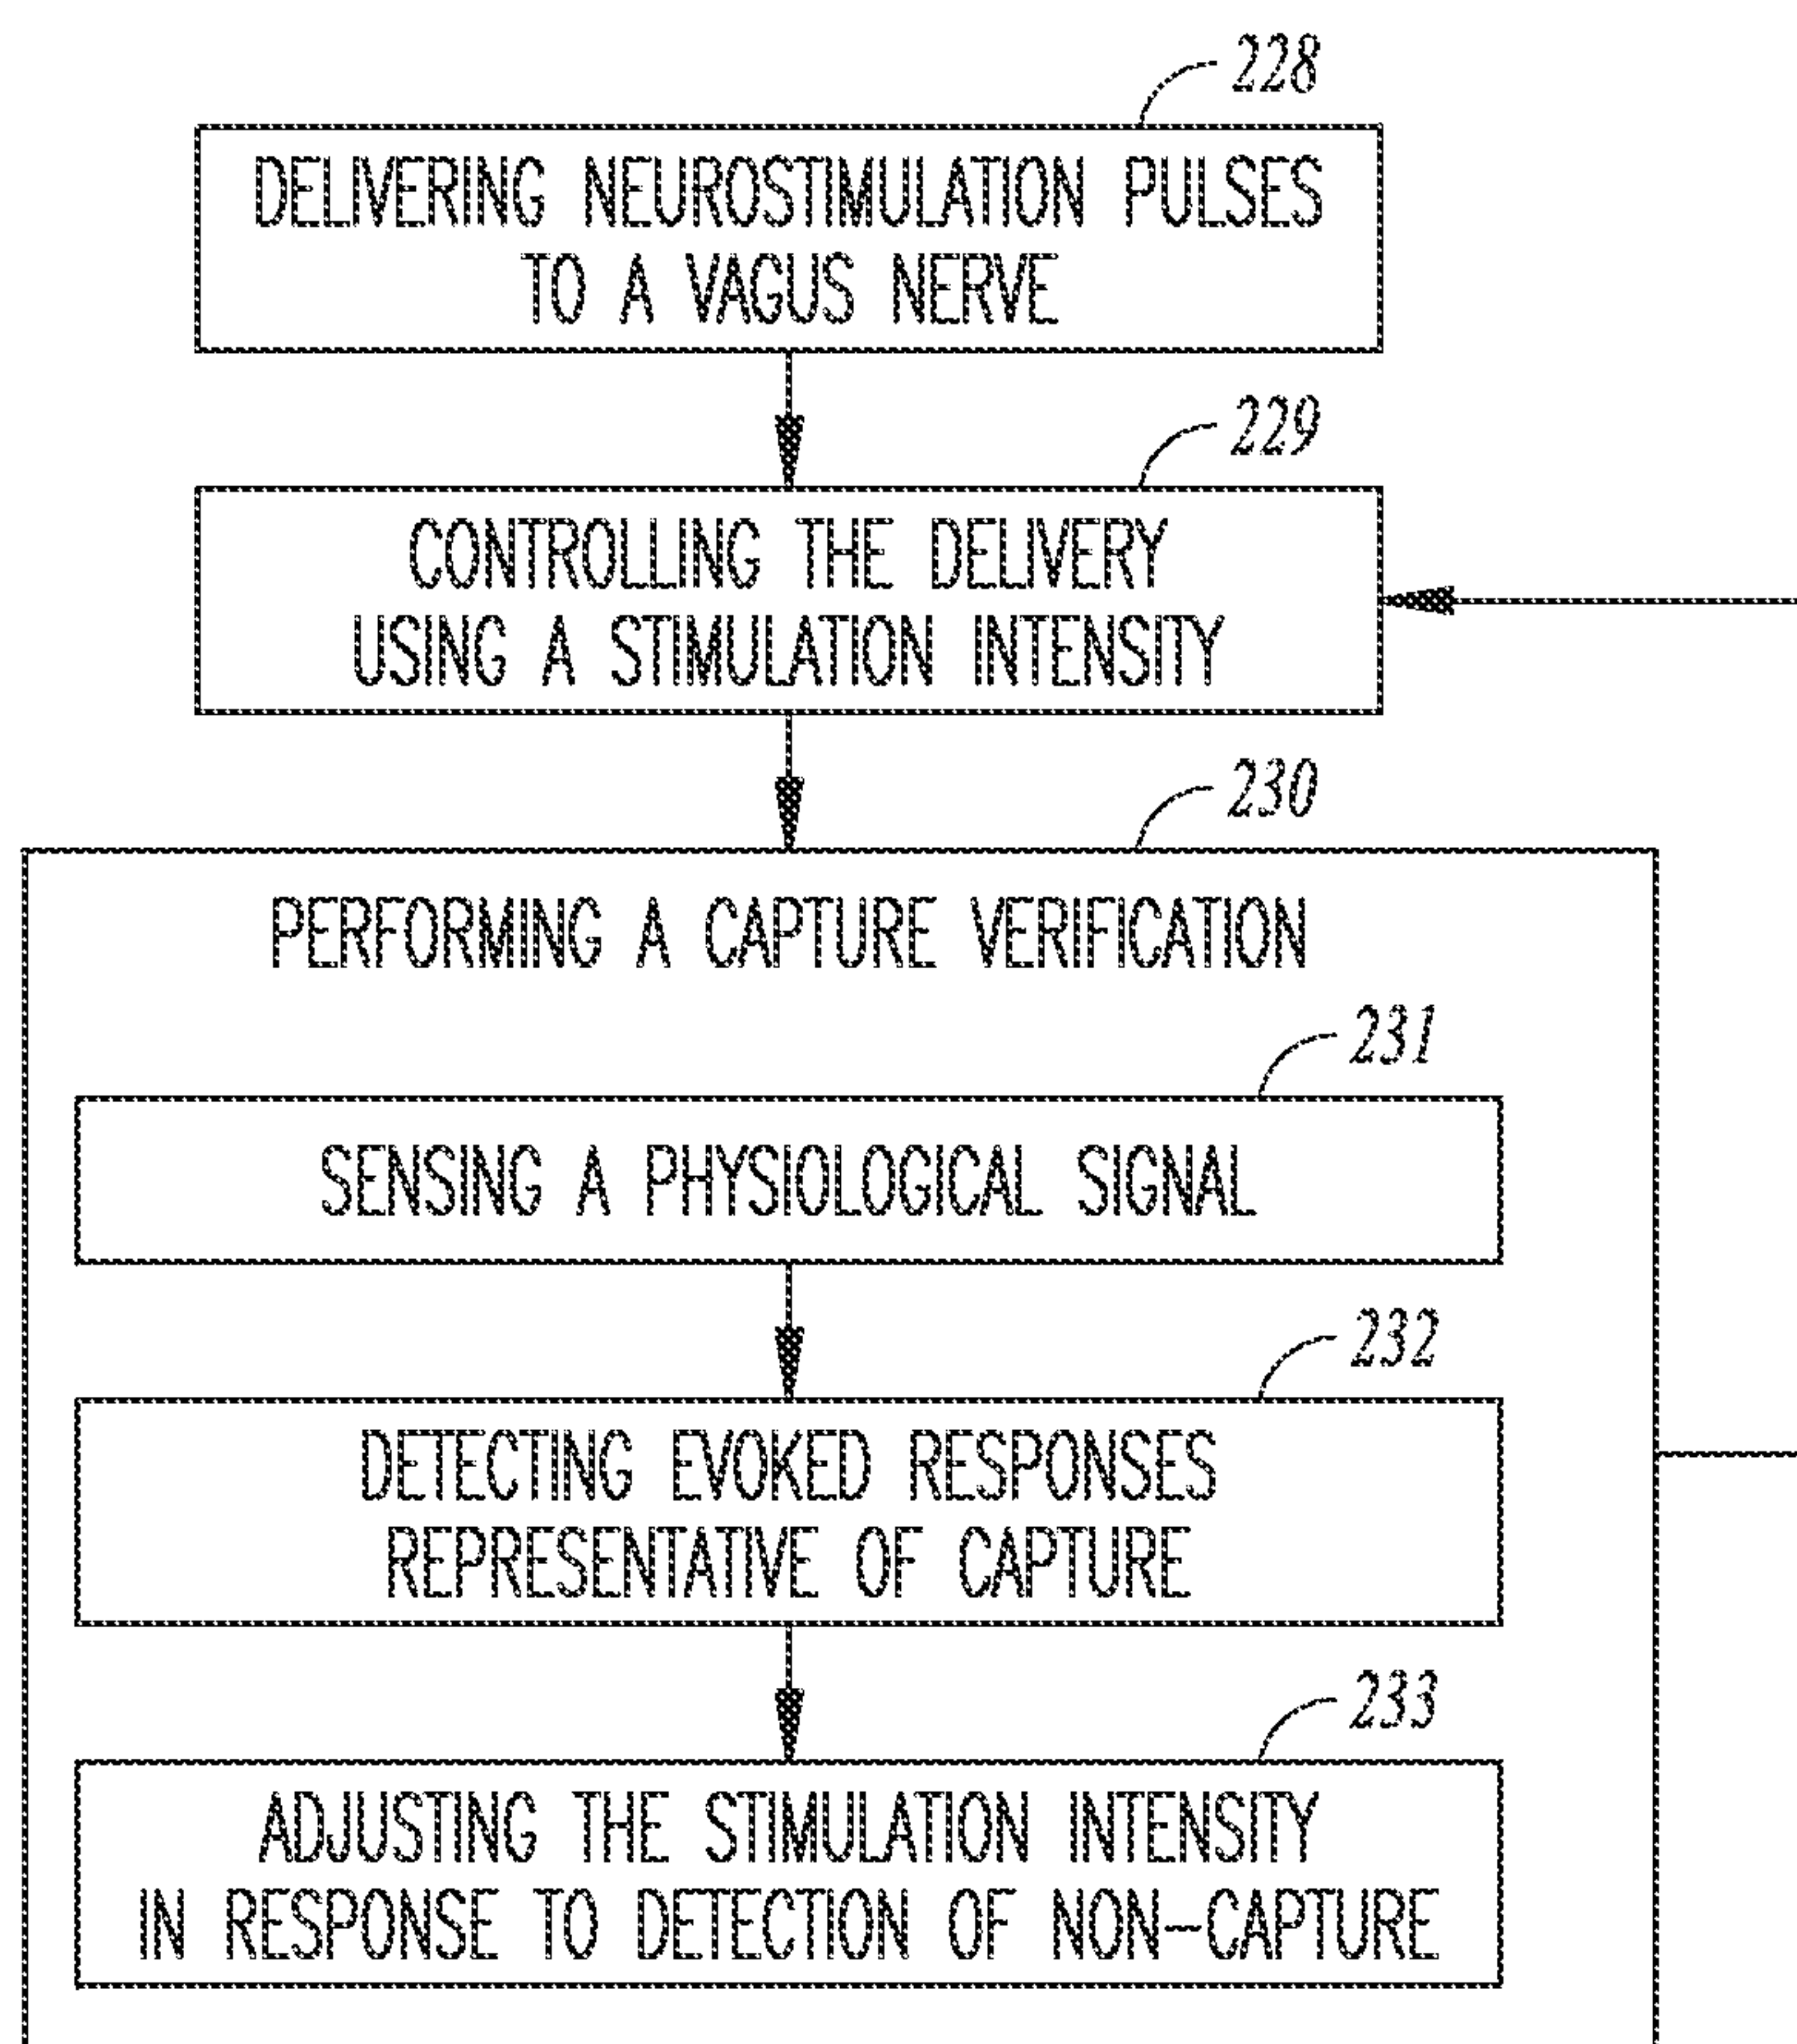 228
DELIVERING NEUROSTIMULATION PULSES
TO A VAGUS NERVE
229
CONTROLLING THE DELIVERY
USING A STIMULATION INTENSITY
230
PERFORMING A CAPTURE VERIFICATION
231
SENSING A PHYSIOLOGICAL SIGNAL
232
DETECTING EVOKED RESPONSES
REPRESENTATIVE OF CAPTURE
233
ADJUSTING THE STIMULATION INTENSITY
IN RESPONSE TO DETECTION OF NON-CAPTURE